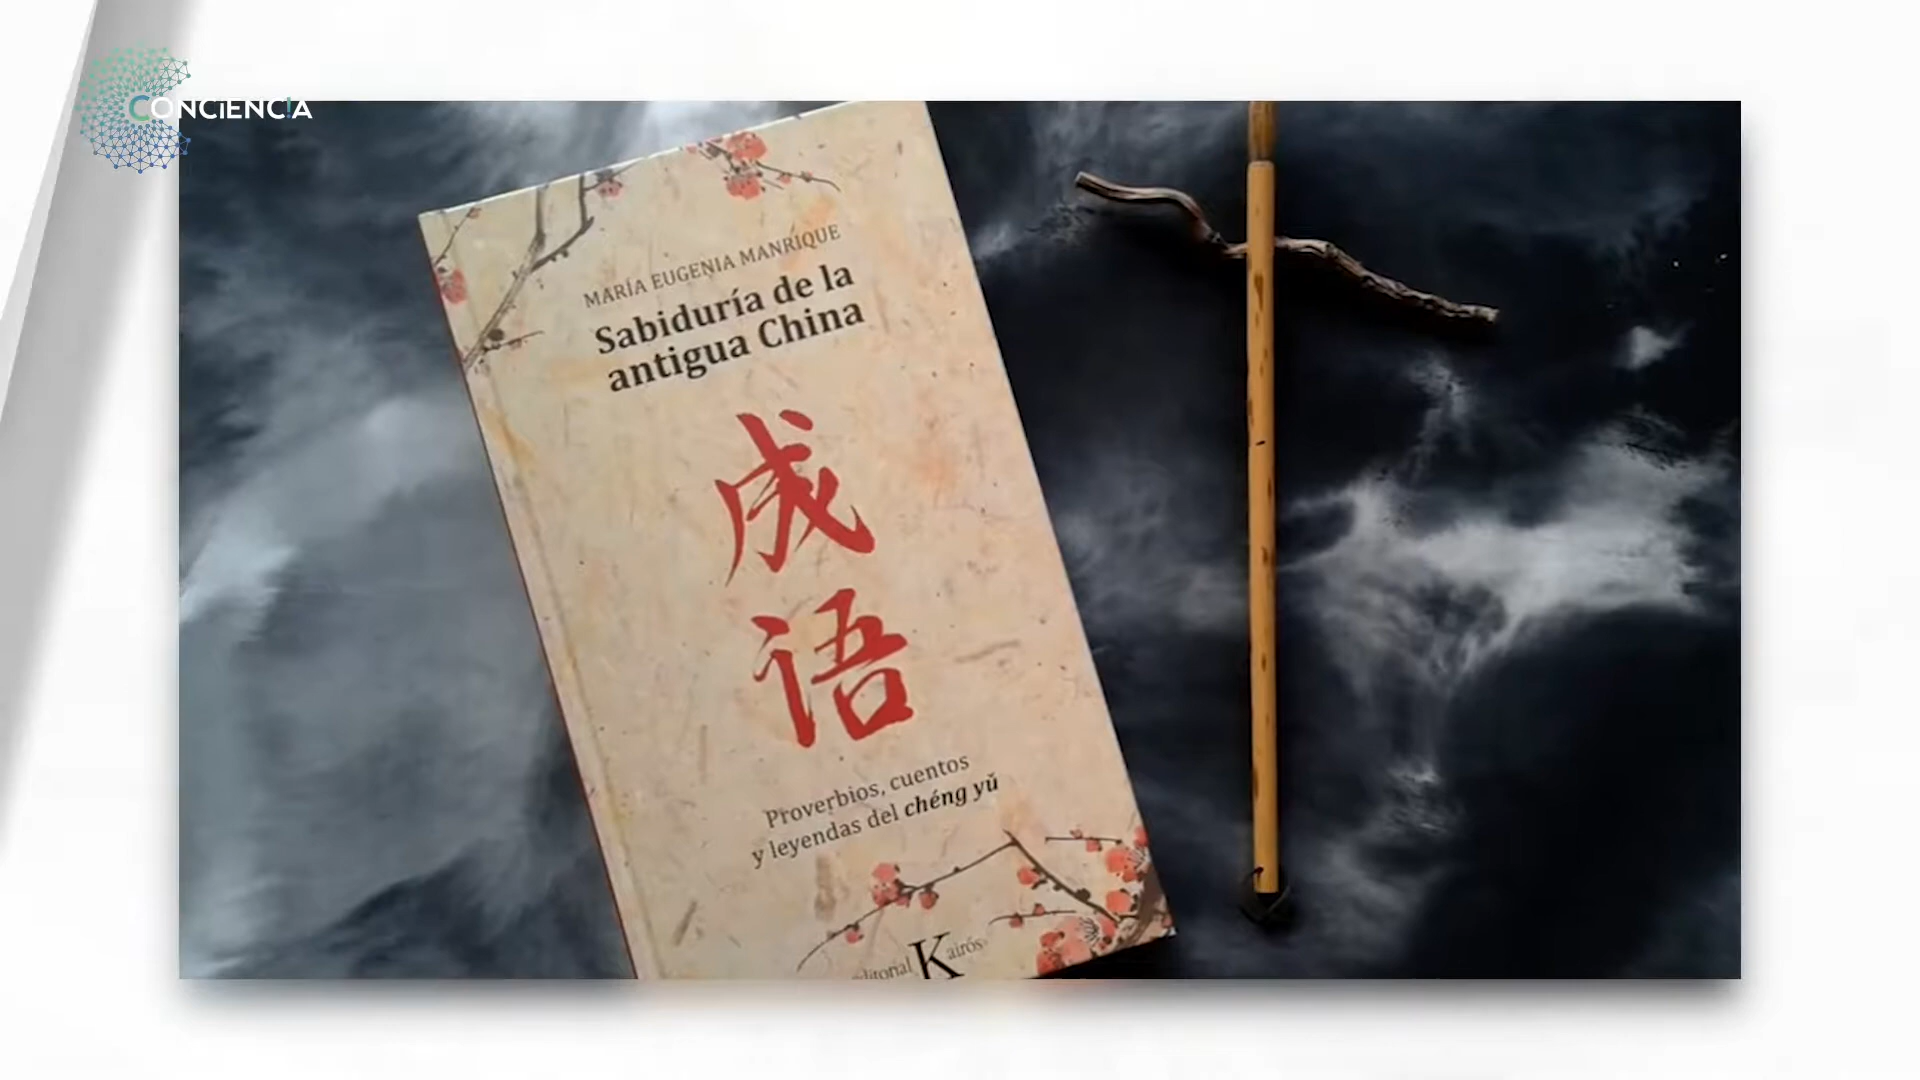 CONCIENCIA
MARÍA EUGENIA MANRIQUE
Sabiduría de la
antigua China
成
语
Proverbios, cuentos
y leyendas del chéng yǔ
editorial Kairós